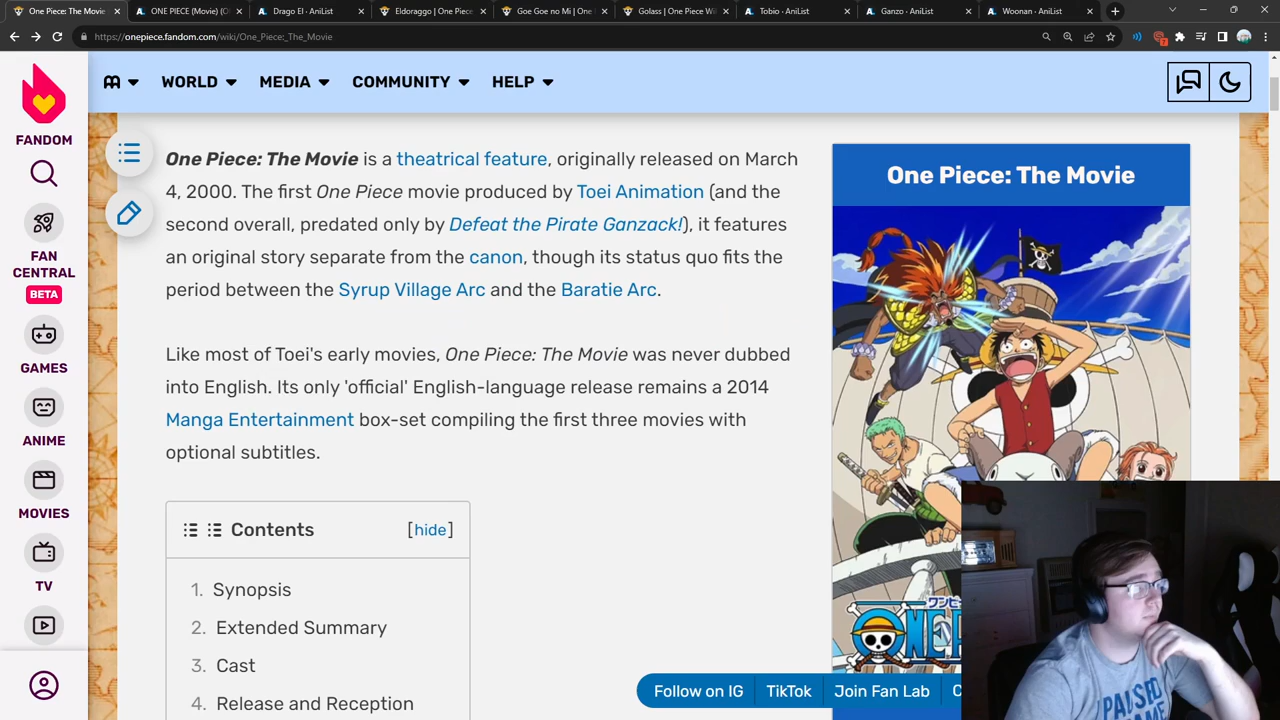 One Piece: The Movie
ONE PIECE (Movie) (
Drago El · AniList
Eldoraggo | One Piece
Goe Goe no Mi | One
Golass | One Piece Wi
Tobio · AniList
Ganzo · AniList
Woonan · AniList
https://onepiece.fandom.com/wiki/One_Piece:_The_Movie
WORLD
MEDIA
COMMUNITY
HELP
FANDOM
FAN
CENTRAL
BETA
GAMES
ANIME
MOVIES
TV
One Piece: The Movie is a theatrical feature, originally released on March
4, 2000. The first One Piece movie produced by Toei Animation (and the
second overall, predated only by Defeat the Pirate Ganzack!), it features
an original story separate from the canon, though its status quo fits the
period between the Syrup Village Arc and the Baratie Arc.
Like most of Toei's early movies, One Piece: The Movie was never dubbed
into English. Its only 'official' English-language release remains a 2014
Manga Entertainment box-set compiling the first three movies with
optional subtitles.
Contents [hide]
1. Synopsis
2. Extended Summary
3. Cast
4. Release and Reception
One Piece: The Movie
Follow on IG
TikTok
Join Fan Lab
PAUSED
GAME